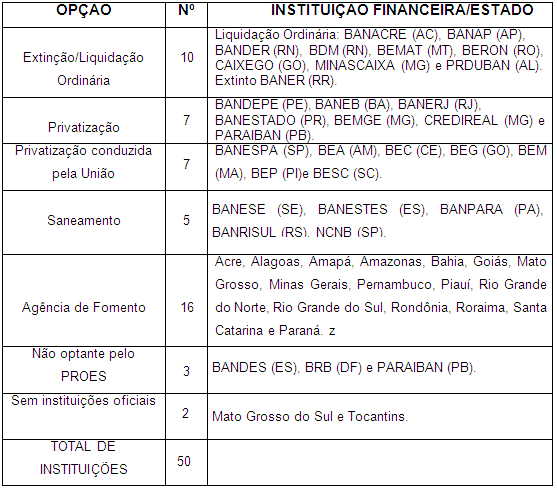 OPÇAO Nº INSTITUIÇÃO FINANCEIRA/ESTADO
Extinção/Liquidação
Ordinária
10
Liquidação Ordinária: BANACRE (AC), BANAP (AP),
BANDER (RN), BDM (RN), BEMAT (MT), BERON (RO),
CAIXEGO (GO), MINASCAIXA (MG) e PRDUBAN (AL).
Extinto BANER (RR).
Privatização
7
BANDEPE (PE), BANEB (BA), BANERJ (RJ),
BANESTADO (PR), BEMGE (MG), CREDIREAL (MG) e
PARAIBAN (PB).
Privatização conduzida
pela União
7
BANESPA (SP), BEA (AM), BEC (CE), BEG (GO), BEM
(MA), BEP (PI)e BESC (SC).
Saneamento
5
BANESE (SE), BANESTES (ES), BANPARA (PA),
BANRISUL (RS), NCNB (SP).
Agência de Fomento
16
Acre, Alagoas, Amapá, Amazonas, Bahia, Goiás, Mato
Grosso, Minas Gerais, Pernambuco, Piauí, Rio Grande
do Norte, Rio Grande do Sul, Rondônia, Roraima, Santa
Catarina e Paraná. z
Não optante pelo
PROES
3
BANDES (ES), BRB (DF) e PARAIBAN (PB).
Sem instituições oficiais
2
Mato Grosso do Sul e Tocantins.
TOTAL DE
INSTITUIÇÕES
50